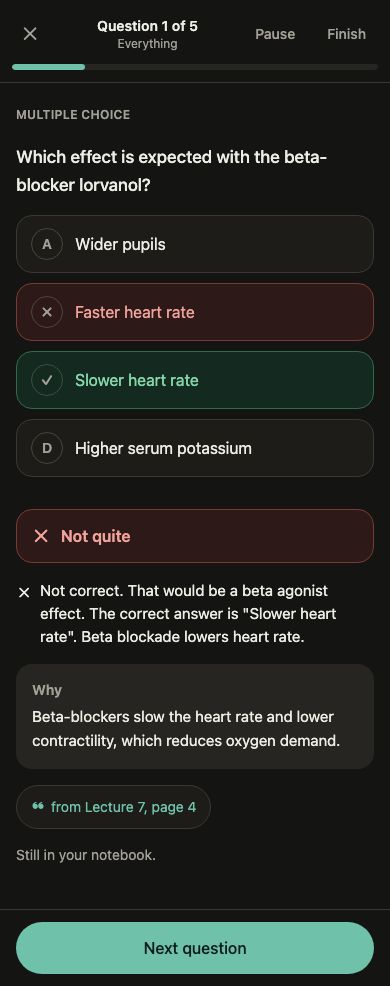 Question 1 of 5
Everything
Pause
Finish
MULTIPLE CHOICE
Which effect is expected with the beta-
blocker lorvanol?
A
Wider pupils
Faster heart rate
Slower heart rate
D
Higher serum potassium
Not quite
Not correct. That would be a beta agonist
effect. The correct answer is "Slower heart
rate". Beta blockade lowers heart rate.
Why
Beta-blockers slow the heart rate and lower
contractility, which reduces oxygen demand.
❝ from Lecture 7, page 4
Still in your notebook.
Next question